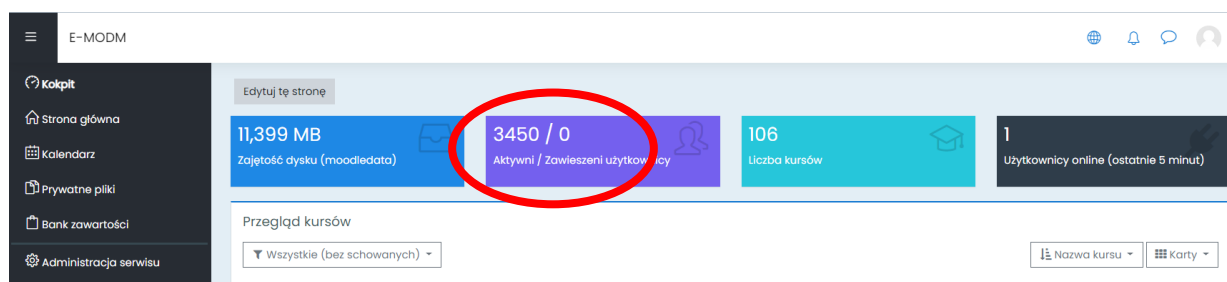 E-MODM
Kokpit
Strona główna
Kalendarz
Prywatne pliki
Bank zawartości
Administracja serwisu
Edytuj tę stronę
11,399 MB
Zajętość dysku (moodledata)
3450 / 0
Aktywni / Zawieszeni
106
Liczba kursów
1
Użytkownicy online (ostatnie 5 minut)
Przegląd kursów
Wszystkie (bez schowanych)
Nazwa kursu
Karty